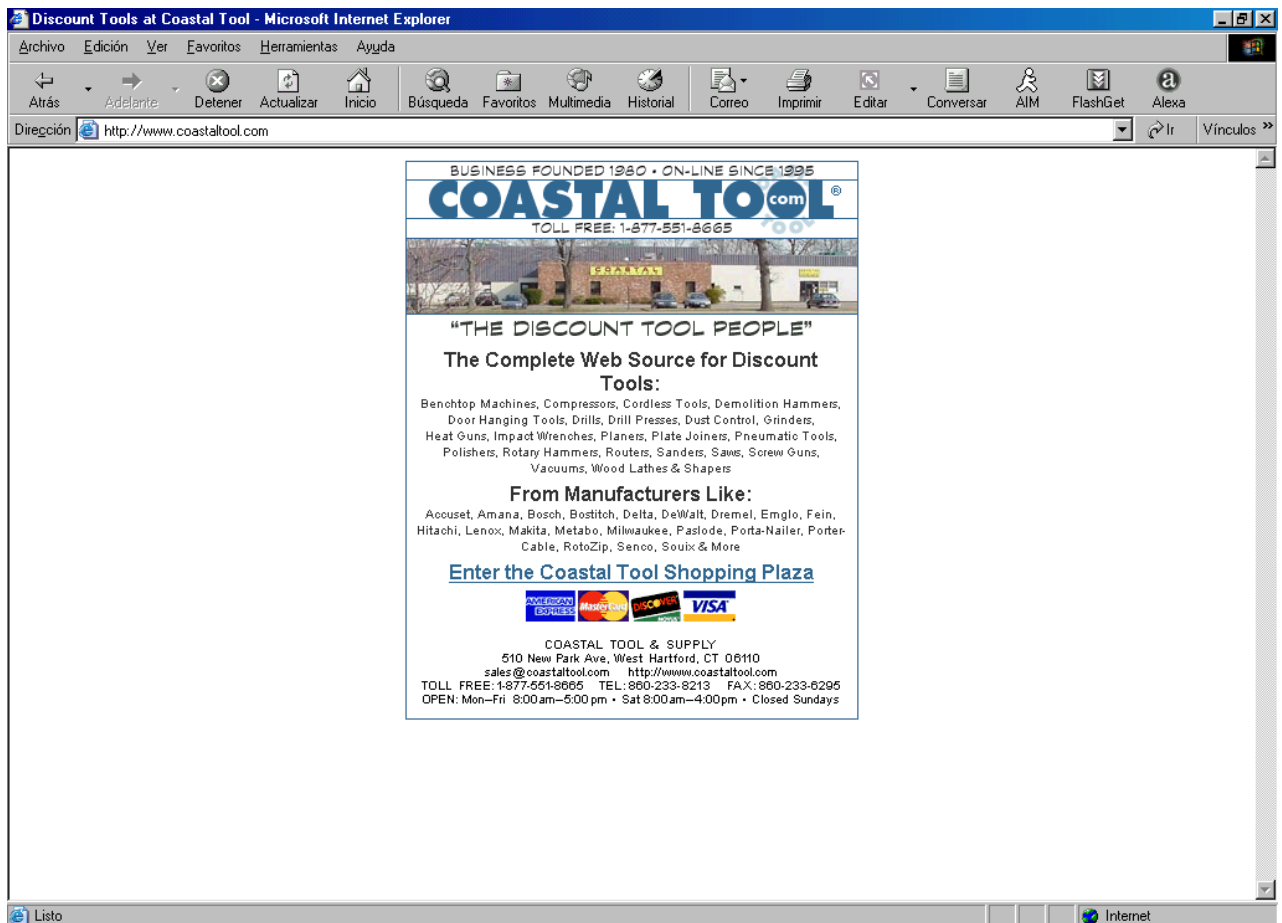 Discount Tools at Coastal Tool - Microsoft Internet Explorer
Archivo Edición Ver Favoritos Herramientas Ayuda
Atrás Adelante Detener Actualizar Inicio Búsqueda Favoritos Multimedia Historial Correo Imprimir Editar Conversar AIM FlashGet Alexa
Dirección http://www.coastaltool.com Ir Vínculos »
BUSINESS FOUNDED 1980 • ON-LINE SINCE 1995
COASTAL TOOL®
com
TOLL FREE: 1-877-551-8665
COASTAL
"THE DISCOUNT TOOL PEOPLE"
The Complete Web Source for Discount
Tools:
Benchtop Machines, Compressors, Cordless Tools, Demolition Hammers,
Door Hanging Tools, Drills, Drill Presses, Dust Control, Grinders,
Heat Guns, Impact Wrenches, Planers, Plate Joiners, Pneumatic Tools,
Polishers, Rotary Hammers, Routers, Sanders, Saws, Screw Guns,
Vacuums, Wood Lathes & Shapers
From Manufacturers Like:
Accuset, Amana, Bosch, Bostitch, Delta, DeWalt, Dremel, Emglo, Fein,
Hitachi, Lenox, Makita, Metabo, Milwaukee, Paslode, Porta-Nailer, Porter-
Cable, RotoZip, Senco, Souix & More
Enter the Coastal Tool Shopping Plaza
AMERICAN EXPRESS MasterCard DISCOVER NOVUS VISA
COASTAL TOOL & SUPPLY
510 New Park Ave, West Hartford, CT 06110
sales@coastaltool.com http://www.coastaltool.com
TOLL FREE: 1-877-551-8665 TEL: 860-233-8213 FAX: 860-233-6295
OPEN: Mon–Fri 8:00am–5:00pm • Sat 8:00am–4:00pm • Closed Sundays
Listo Internet